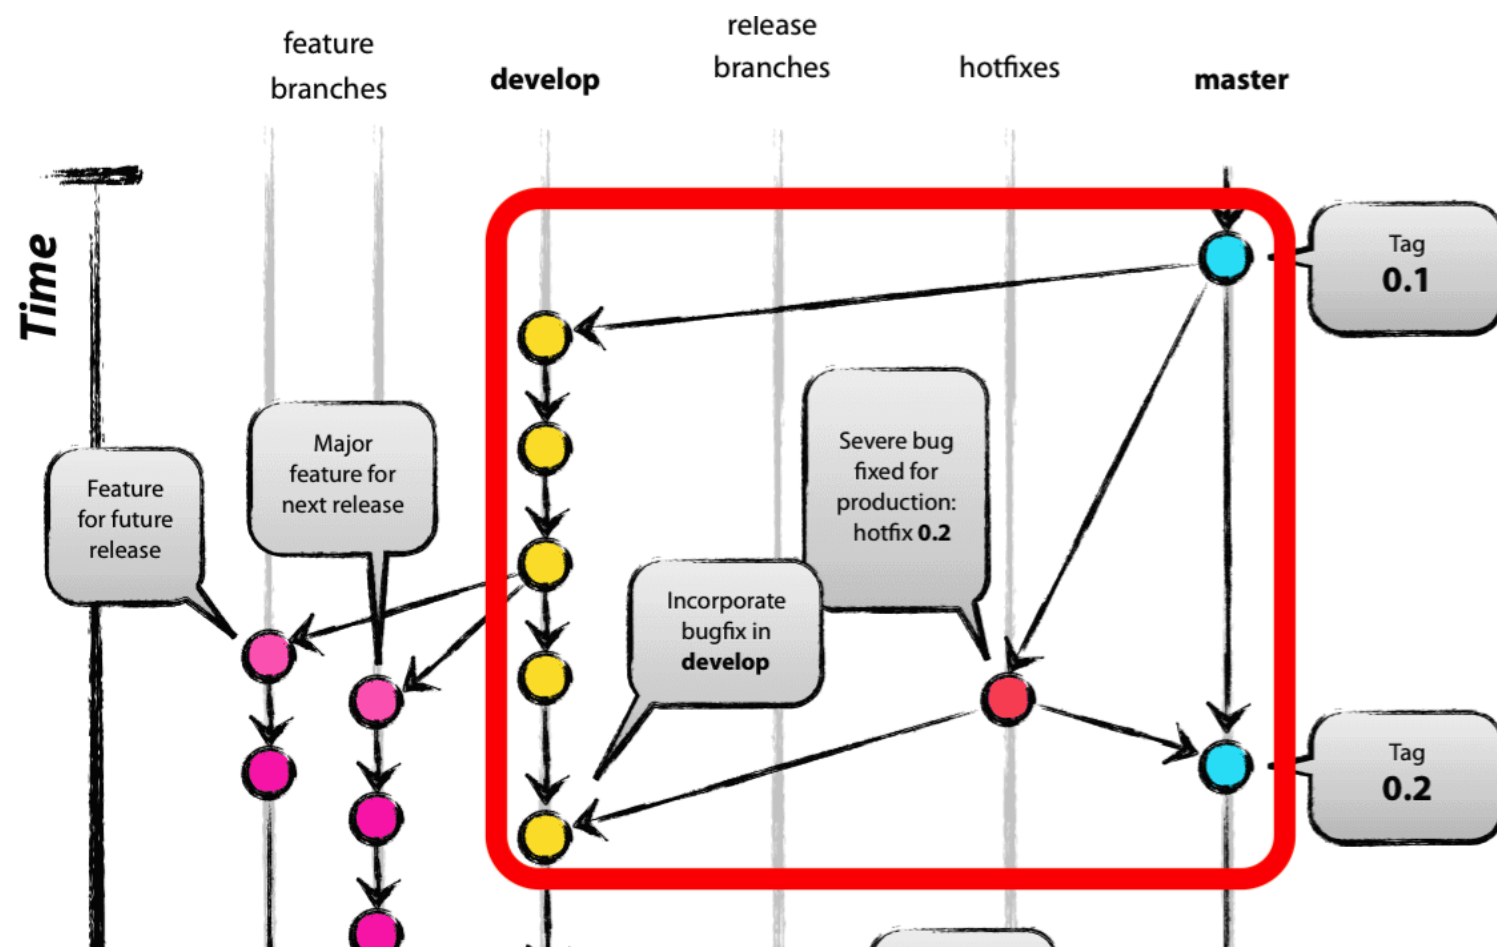 feature
branches
develop
release
branches
hotfixes
master
Time
Tag
0.1
Feature
for future
release
Major
feature for
next release
Severe bug
fixed for
production:
hotfix 0.2
Incorporate
bugfix in
develop
Tag
0.2